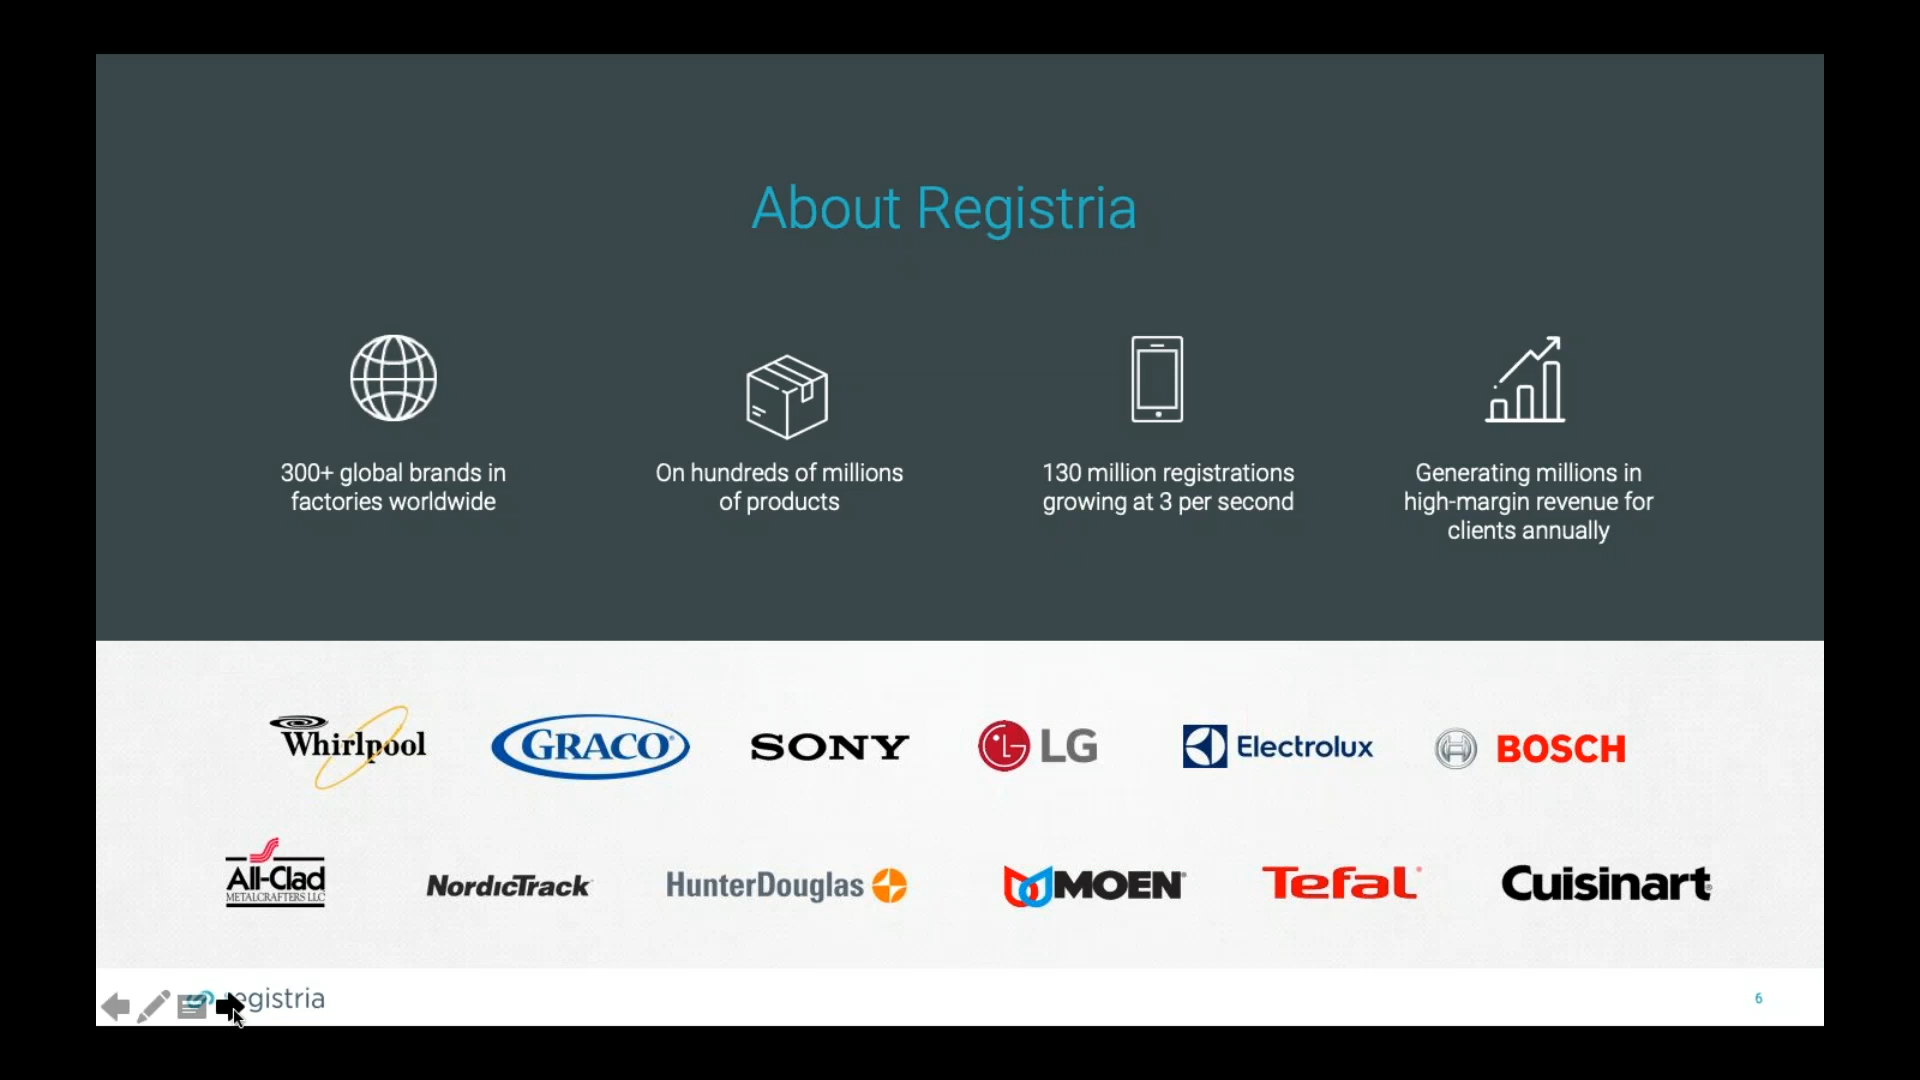 About Registria
300+ global brands in
factories worldwide
On hundreds of millions
of products
130 million registrations
growing at 3 per second
Generating millions in
high-margin revenue for
clients annually
Whirlpool
GRACO
SONY
LG
Electrolux
BOSCH
All-Clad
METALCRAFTERS LLC
NordicTrack
HunterDouglas
MOEN
Tefal
Cuisinart
registria
6